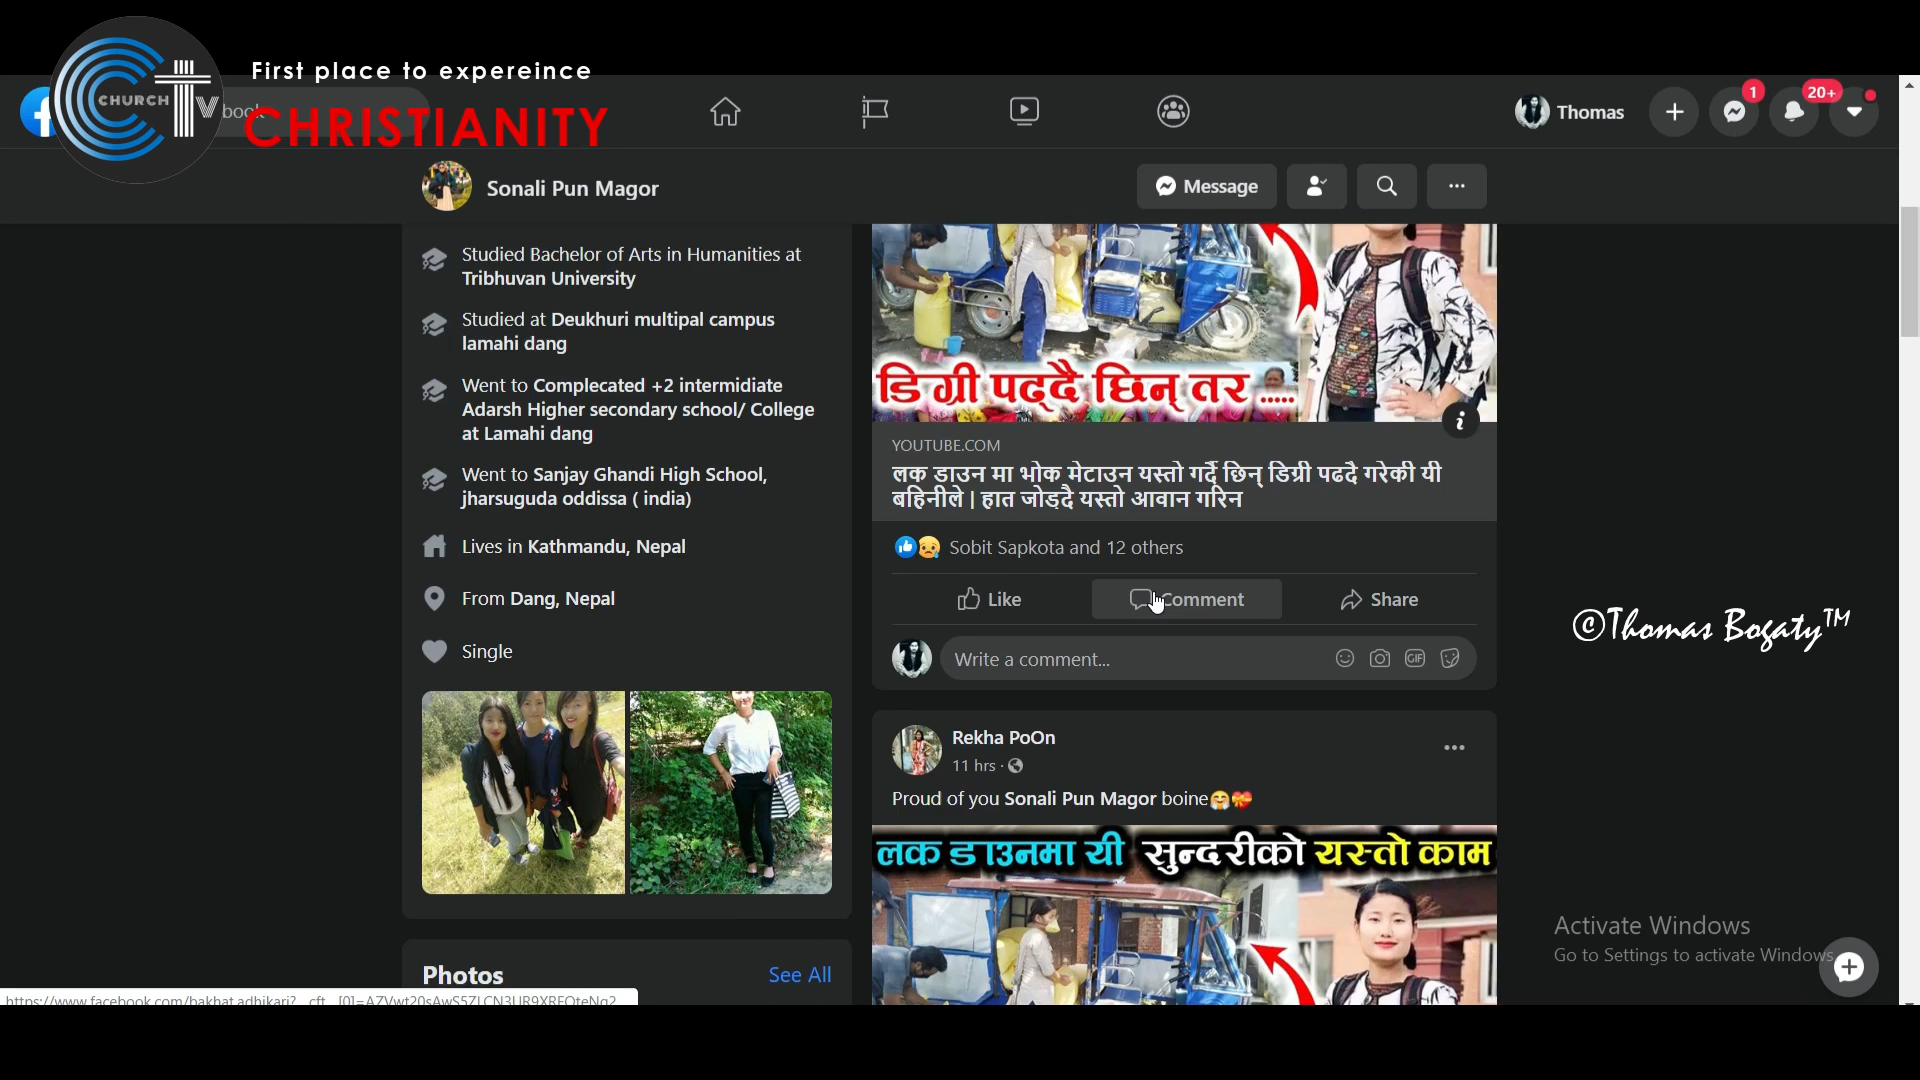 First place to expereince
CHRISTIANITY
CHURCH
TV
book
Thomas
1
20+
Sonali Pun Magor
Message
Studied Bachelor of Arts in Humanities at
Tribhuvan University
Studied at Deukhuri multipal campus
lamahi dang
Went to Complecated +2 intermidiate
Adarsh Higher secondary school/ College
at Lamahi dang
Went to Sanjay Ghandi High School,
jharsuguda oddissa ( india)
Lives in Kathmandu, Nepal
From Dang, Nepal
Single
Photos
See All
डिग्री पढ्दै छिन् तर .....
YOUTUBE.COM
लक डाउन मा भोक मेटाउन यस्तो गर्दै छिन् डिग्री पढदै गरेकी यी
बहिनीले | हात जोड्दै यस्तो आवान गरिन
Sobit Sapkota and 12 others
Like
Comment
Share
Write a comment...
GIF
Rekha PoOn
11 hrs ·
Proud of you Sonali Pun Magor boine
लक डाउनमा यी सुन्दरीको यस्तो काम
©Thomas Bogaty™
Activate Windows
Go to Settings to activate Windows